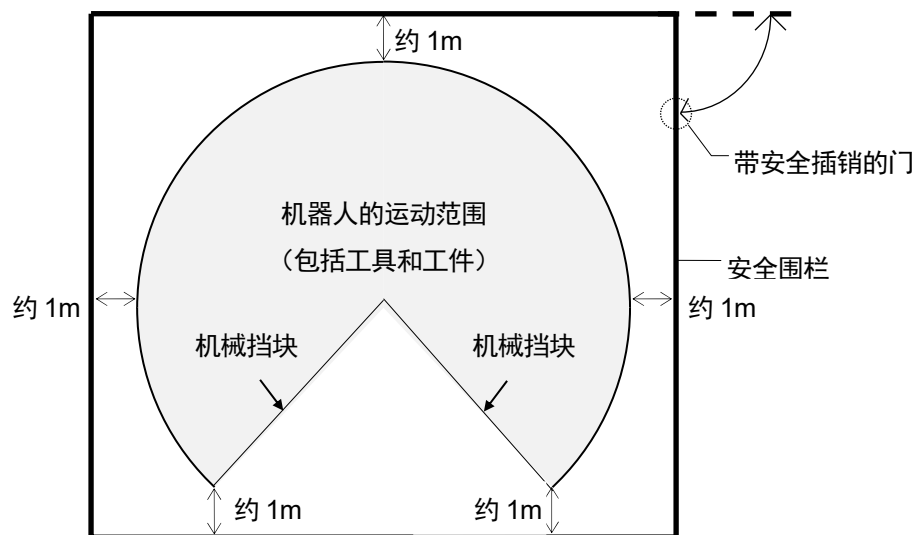 约 1m
带安全插销的门
机器人的运动范围
（包括工具和工件）
安全围栏
约 1m
约 1m
机械挡块
机械挡块
约 1m
约 1m